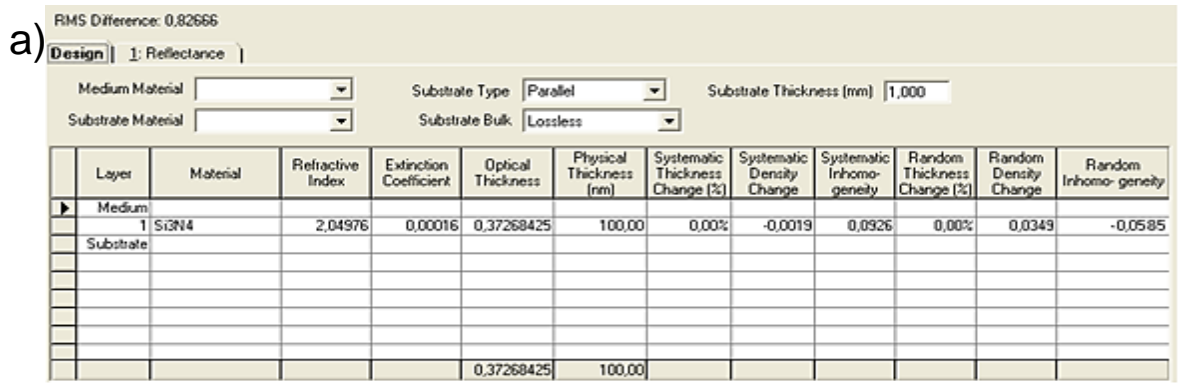 RMS Difference: 0,82666
a)
Design 1: Reflectance
Medium Material Substrate Type Parallel Substrate Thickness (mm) 1,000
Substrate Material Substrate Bulk Lossless
Layer Material Refractive Index Extinction Coefficient Optical Thickness Physical Thickness (nm) Systematic Thickness Change (%) Systematic Density Change Systematic Inhomo- geneity Random Thickness Change (%) Random Density Change Random Inhomo- geneity
Medium
1 Si3N4 2,04976 0,00016 0,37268425 100,00 0,00% -0,0019 0,0926 0,00% 0,0349 -0,0585
Substrate
0,37268425 100,00